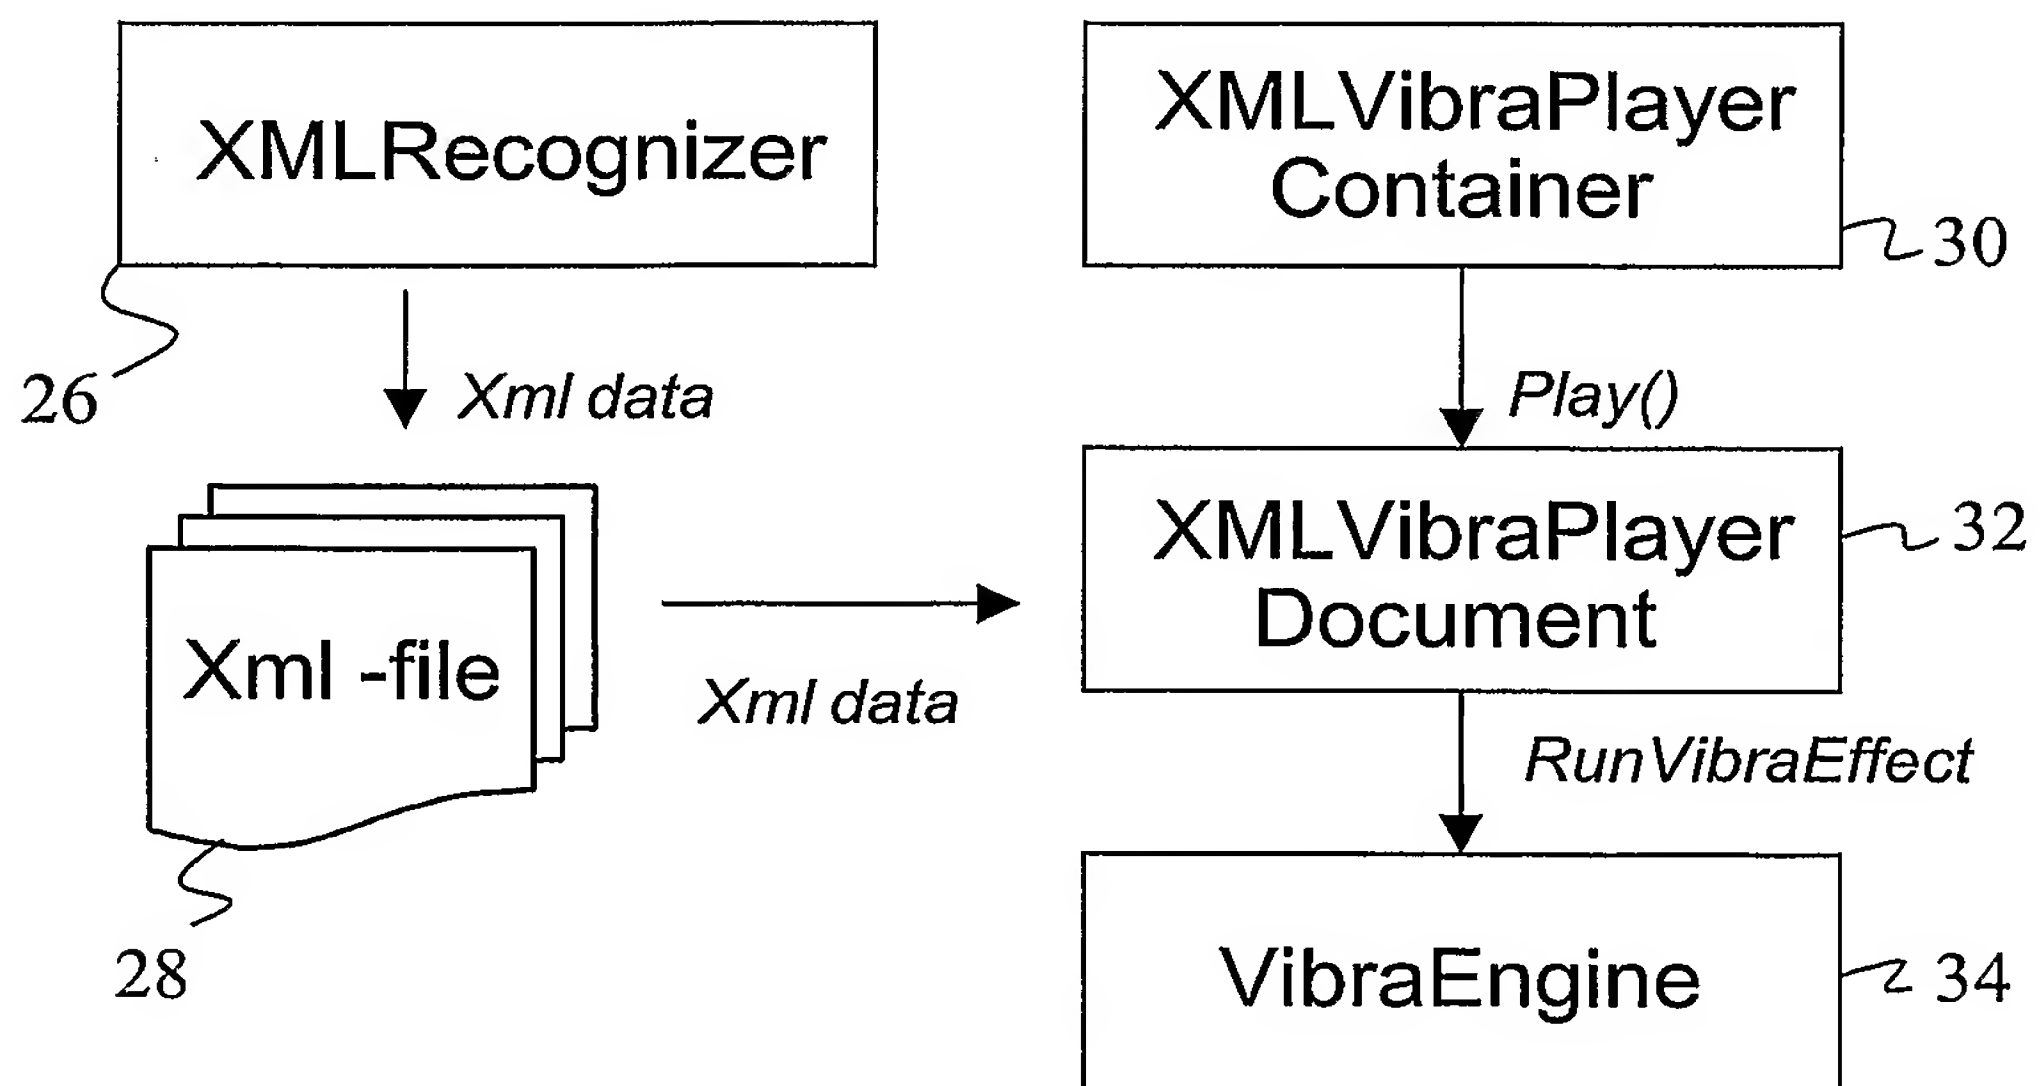 XMLRecognizer
26
Xml data
Xml -file
28
Xml data
XMLVibraPlayer
Container
30
Play()
XMLVibraPlayer
Document
32
RunVibraEffect
VibraEngine
34